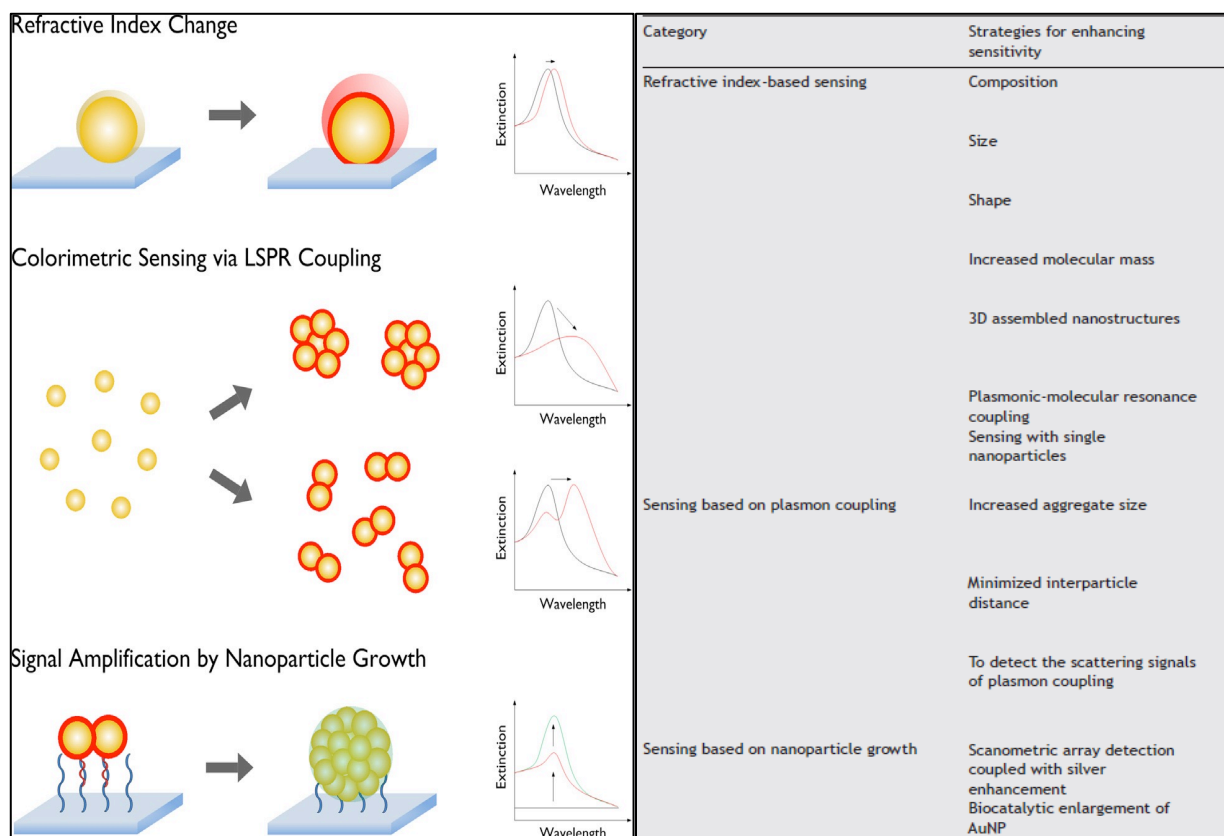 Refractive Index Change
Extinction
Wavelength
Colorimetric Sensing via LSPR Coupling
Extinction
Wavelength
Extinction
Wavelength
Signal Amplification by Nanoparticle Growth
Extinction
Wavelength
Category
Strategies for enhancing
sensitivity
Refractive index-based sensing
Composition
Size
Shape
Increased molecular mass
3D assembled nanostructures
Plasmonic-molecular resonance
coupling
Sensing with single
nanoparticles
Sensing based on plasmon coupling
Increased aggregate size
Minimized interparticle
distance
To detect the scattering signals
of plasmon coupling
Sensing based on nanoparticle growth
Scanometric array detection
coupled with silver
enhancement
Biocatalytic enlargement of
AuNP